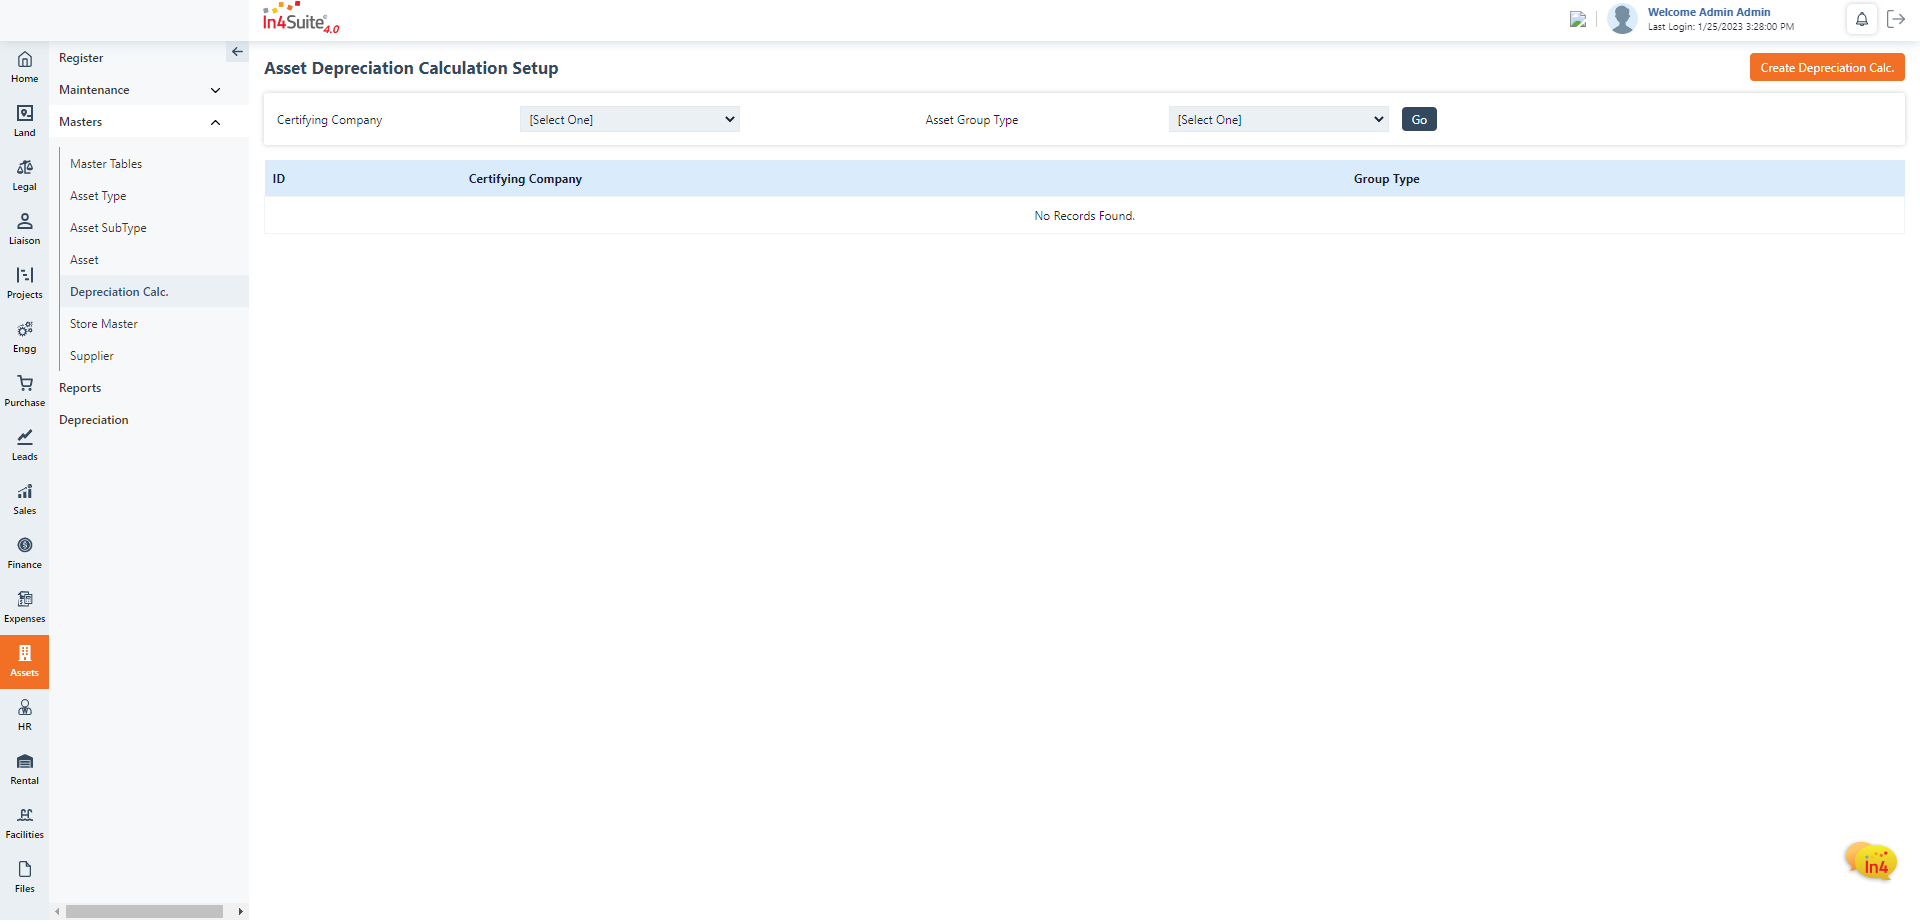 In4Suite® 4.0
Welcome Admin Admin
Last Login: 1/25/2023 3:28:00 PM
Home
Land
Legal
Liaison
Projects
Engg
Purchase
Leads
Sales
Finance
Expenses
Assets
HR
Rental
Facilities
Files
Register
Maintenance
Masters
Master Tables
Asset Type
Asset SubType
Asset
Depreciation Calc.
Store Master
Supplier
Reports
Depreciation
Asset Depreciation Calculation Setup
Create Depreciation Calc.
Certifying Company [Select One] Asset Group Type [Select One] Go
ID Certifying Company Group Type
No Records Found.
in4